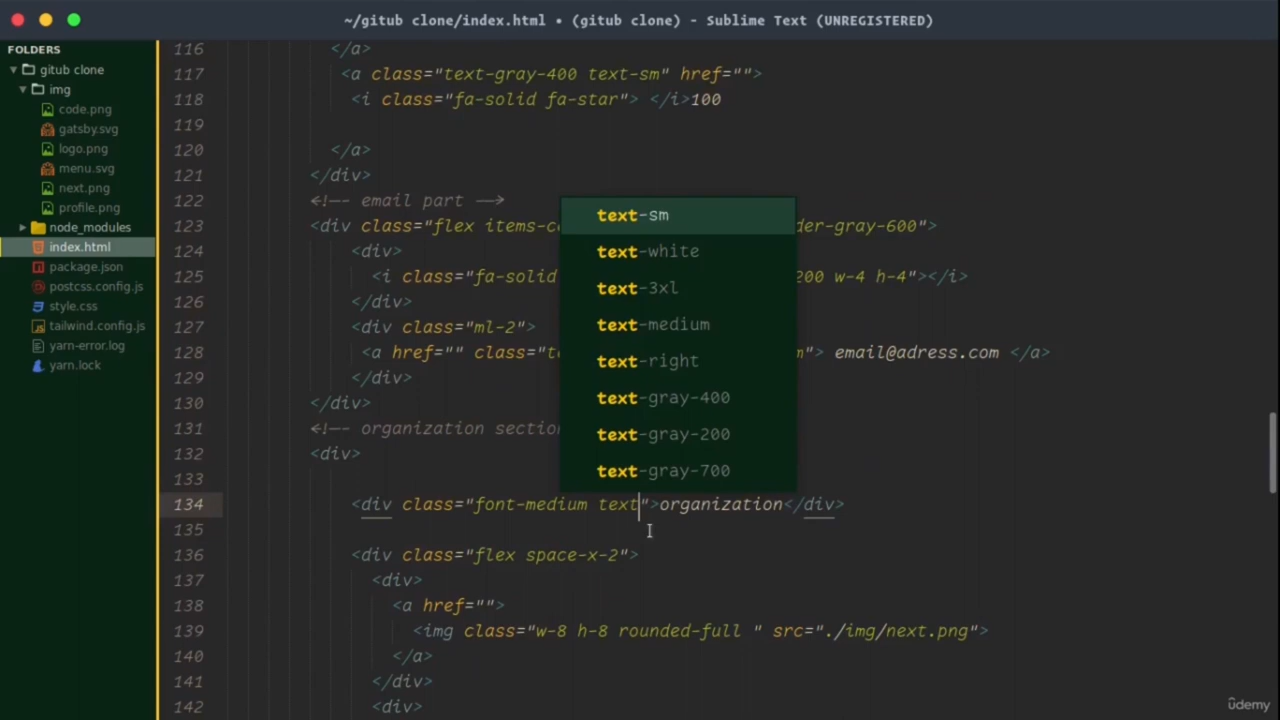 ~/gitub clone/index.html • (gitub clone) - Sublime Text (UNREGISTERED)
FOLDERS
gitub clone
img
code.png
gatsby.svg
logo.png
menu.svg
next.png
profile.png
node_modules
index.html
package.json
postcss.config.js
style.css
tailwind.config.js
yarn-error.log
yarn.lock
116 </a>
117 <a class="text-gray-400 text-sm" href="">
118 <i class="fa-solid fa-star"> </i>100
119
120 </a>
121 </div>
122 <!-- email part -->
123 <div class="flex items-c der-gray-600">
124 <div>
125 <i class="fa-solid 200 w-4 h-4"></i>
126 </div>
127 <div class="ml-2">
128 <a href="" class="te m"> email@adress.com </a>
129 </div>
130 </div>
131 <!-- organization section
132 <div>
133
134 <div class="font-medium text">organization</div>
135
136 <div class="flex space-x-2">
137 <div>
138 <a href="">
139 <img class="w-8 h-8 rounded-full " src="./img/next.png">
140 </a>
141 </div>
142 <div>
text-sm
text-white
text-3xl
text-medium
text-right
text-gray-400
text-gray-200
text-gray-700
ûdemy